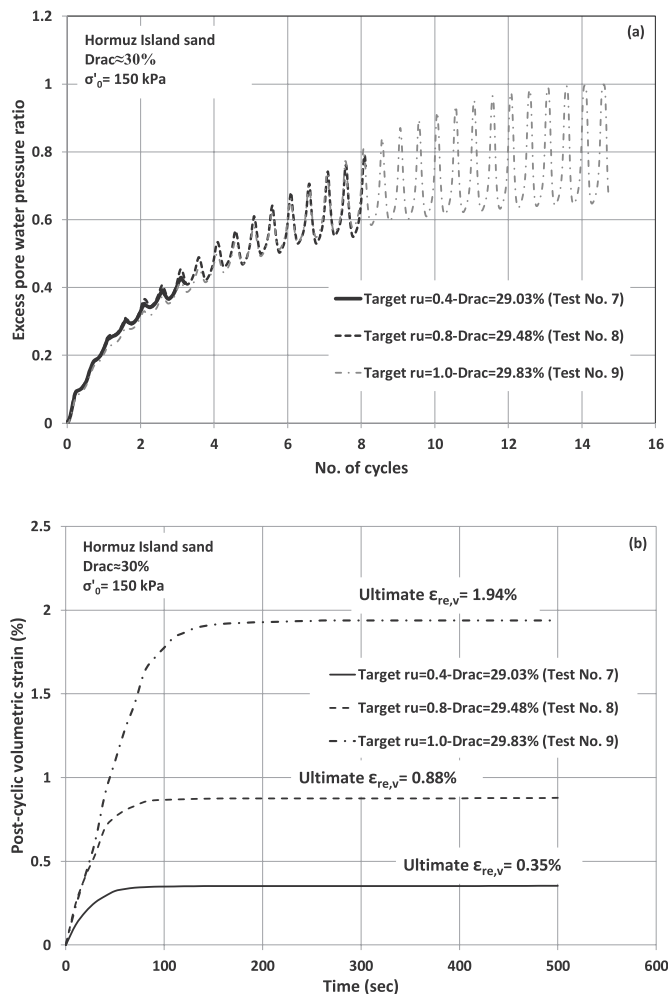 (a)
Hormuz Island sand
Drac≈30%
σ'₀= 150 kPa
Excess pore water pressure ratio
1.2
1
0.8
0.6
0.4
0.2
0
Target ru=0.4-Drac=29.03% (Test No. 7)
Target ru=0.8-Drac=29.48% (Test No. 8)
Target ru=1.0-Drac=29.83% (Test No. 9)
0 2 4 6 8 10 12 14 16
No. of cycles
(b)
Hormuz Island sand
Drac≈30%
σ'₀= 150 kPa
Post-cyclic volumetric strain (%)
2.5
2
1.5
1
0.5
0
Ultimate εre,v= 1.94%
Target ru=0.4-Drac=29.03% (Test No. 7)
Target ru=0.8-Drac=29.48% (Test No. 8)
Target ru=1.0-Drac=29.83% (Test No. 9)
Ultimate εre,v= 0.88%
Ultimate εre,v= 0.35%
0 100 200 300 400 500 600
Time (sec)